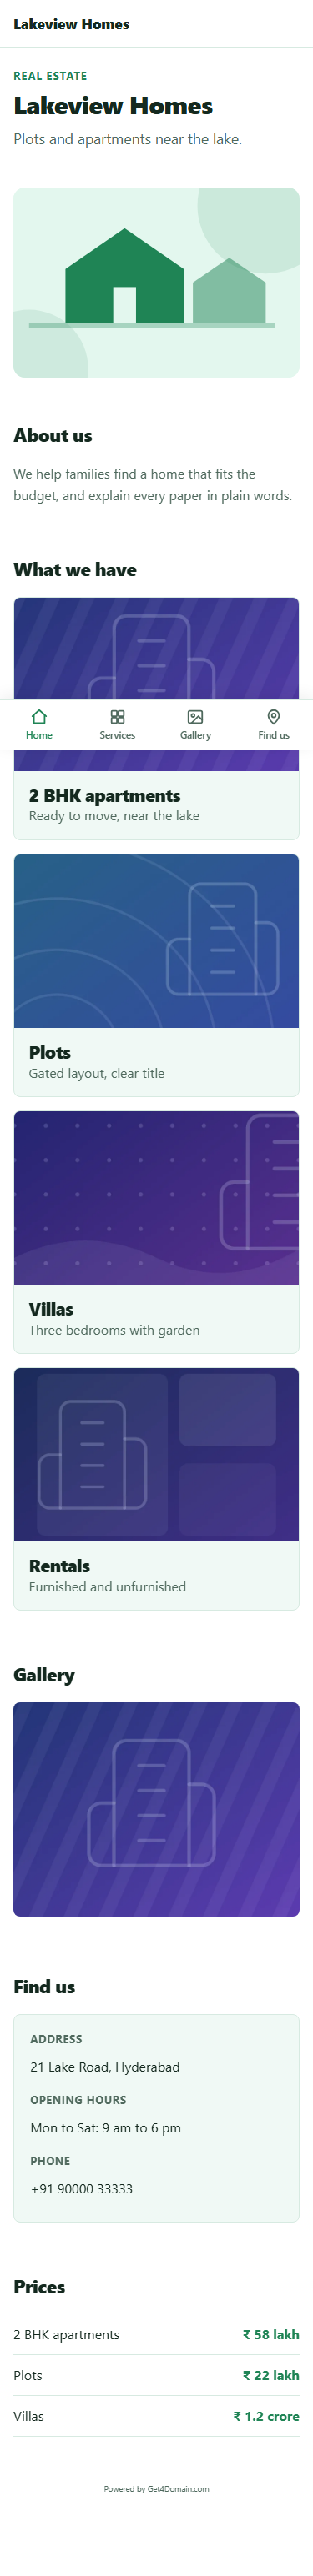 Lakeview Homes
REAL ESTATE
Lakeview Homes
Plots and apartments near the lake.
About us
We help families find a home that fits the
budget, and explain every paper in plain words.
What we have
Home
Services
Gallery
Find us
2 BHK apartments
Ready to move, near the lake
Plots
Gated layout, clear title
Villas
Three bedrooms with garden
Rentals
Furnished and unfurnished
Gallery
Find us
ADDRESS
21 Lake Road, Hyderabad
OPENING HOURS
Mon to Sat: 9 am to 6 pm
PHONE
+91 90000 33333
Prices
2 BHK apartments ₹ 58 lakh
Plots ₹ 22 lakh
Villas ₹ 1.2 crore
Powered by Get4Domain.com